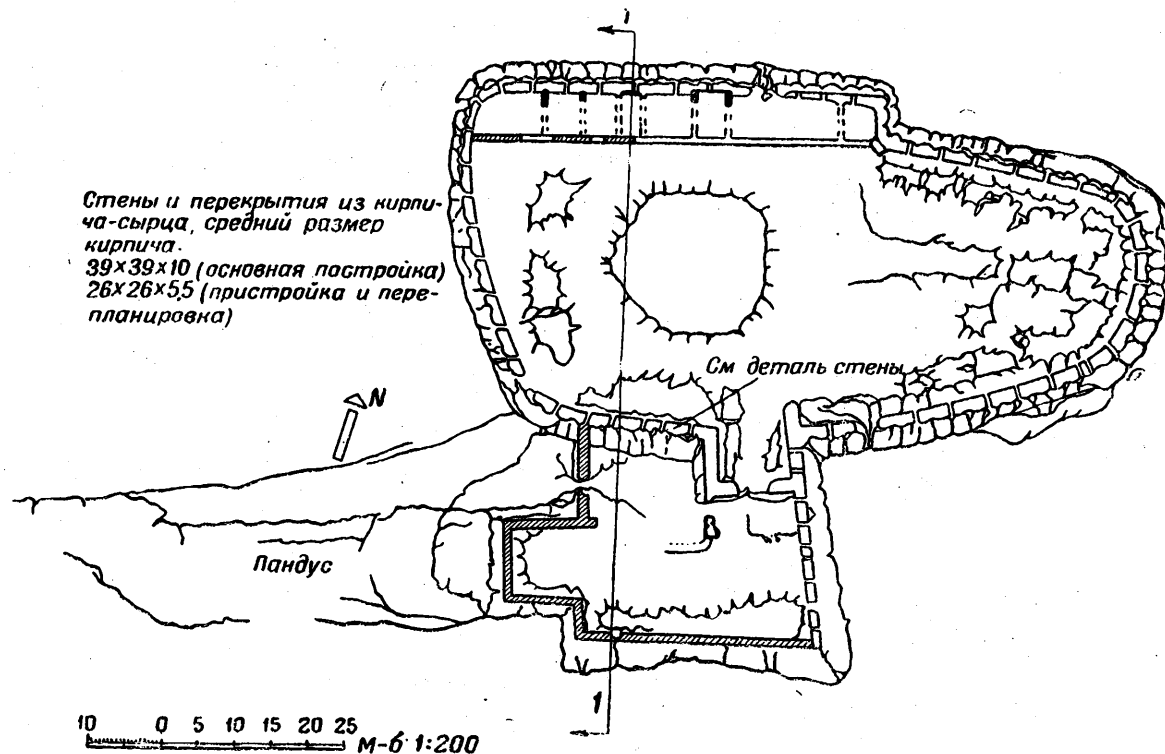 1
Стены и перекрытия из кирпи-
ча-сырца, средний размер
кирпича.
39×39×10 (основная постройка)
26×26×5,5 (пристройка и пере-
планировка)
См деталь стены
N
В
Пандус
1
10 0 5 10 15 20 25
М-б 1:200